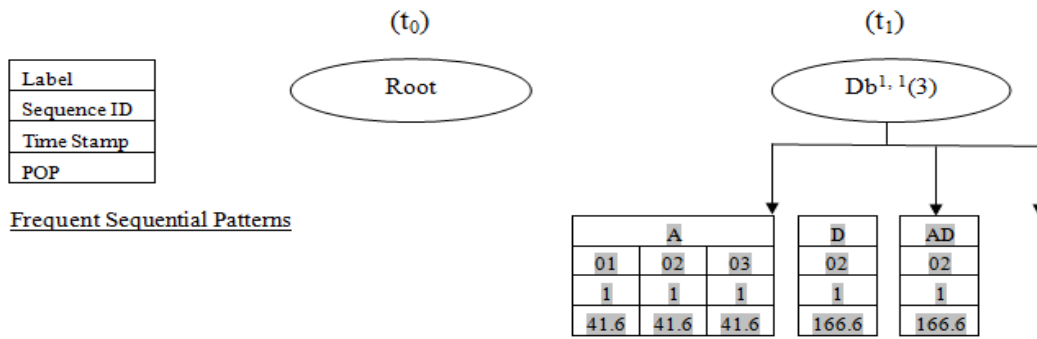 (t₀) (t₁)
Label
Sequence ID
Time Stamp
POP
Root
Db¹, ¹(3)
Frequent Sequential Patterns
A
01 02 03
1 1 1
41.6 41.6 41.6
D
02
1
166.6
AD
02
1
166.6